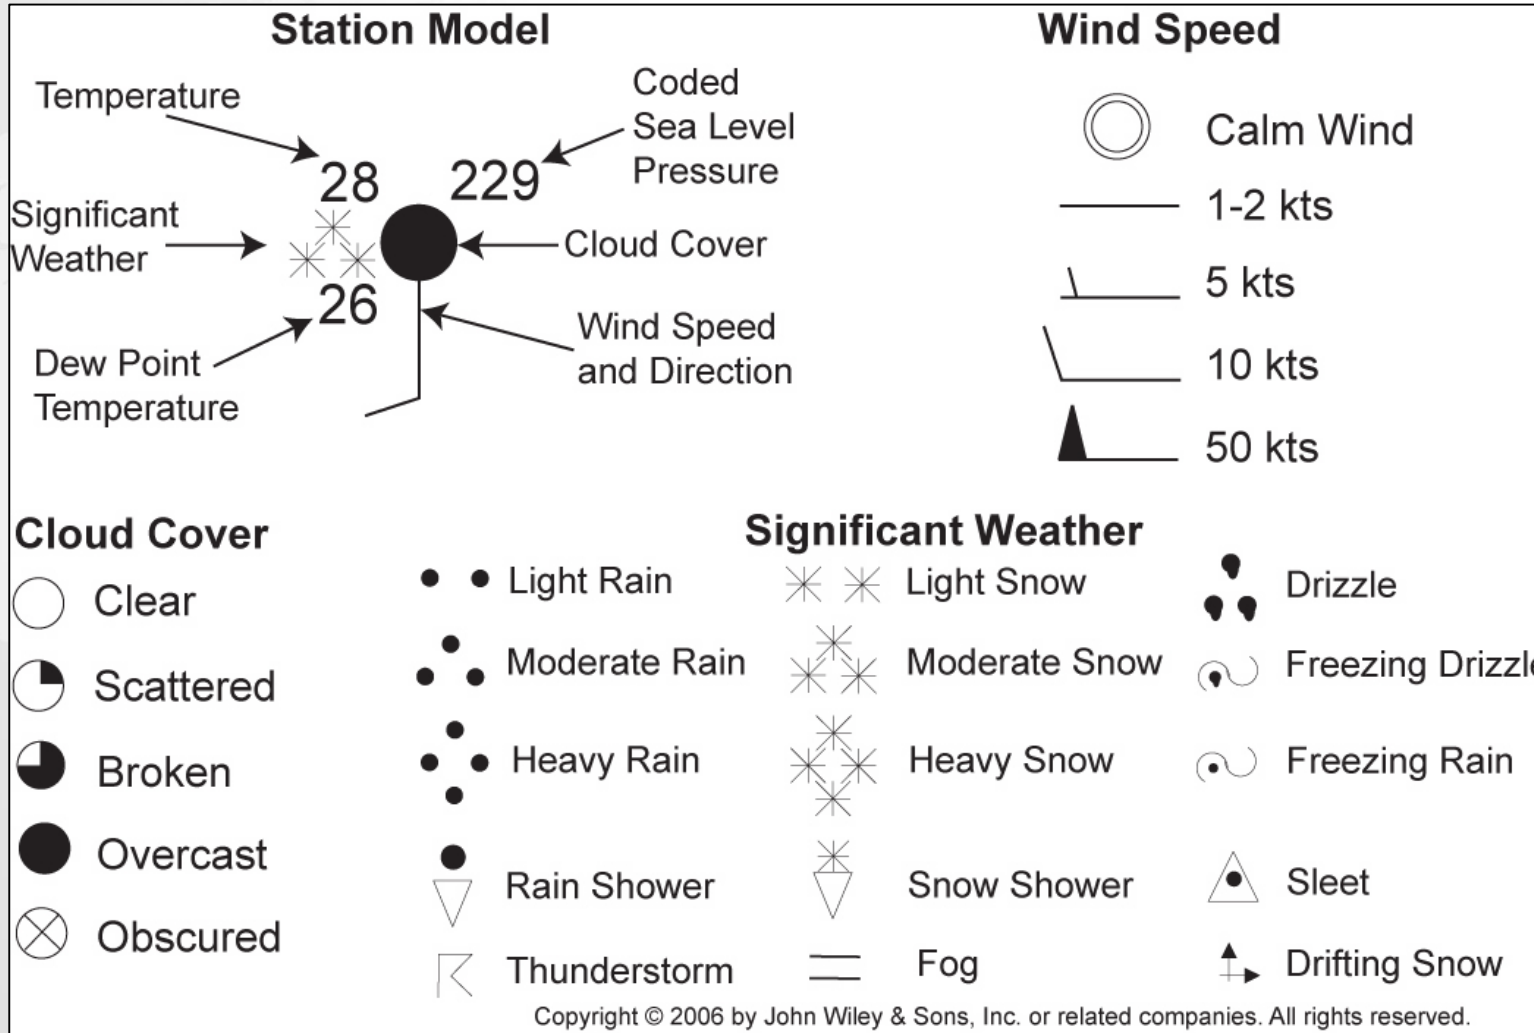 Station Model
Temperature
28
229
Coded
Sea Level
Pressure
Significant
Weather
Cloud Cover
26
Dew Point
Temperature
Wind Speed
and Direction
Wind Speed
Calm Wind
1-2 kts
5 kts
10 kts
50 kts
Cloud Cover
Clear
Scattered
Broken
Overcast
Obscured
Significant Weather
Light Rain
Moderate Rain
Heavy Rain
Rain Shower
Thunderstorm
Light Snow
Moderate Snow
Heavy Snow
Snow Shower
Fog
Drizzle
Freezing Drizzle
Freezing Rain
Sleet
Drifting Snow
Copyright © 2006 by John Wiley & Sons, Inc. or related companies. All rights reserved.